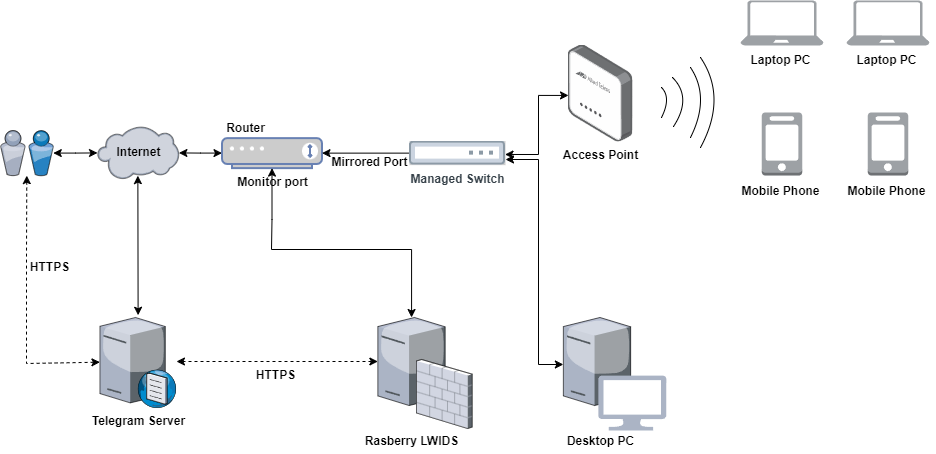 Laptop PC
Laptop PC
Router
Internet
Mirrored Port
Access Point
Monitor port
Managed Switch
Mobile Phone
Mobile Phone
HTTPS
HTTPS
Telegram Server
Rasberry LWIDS
Desktop PC